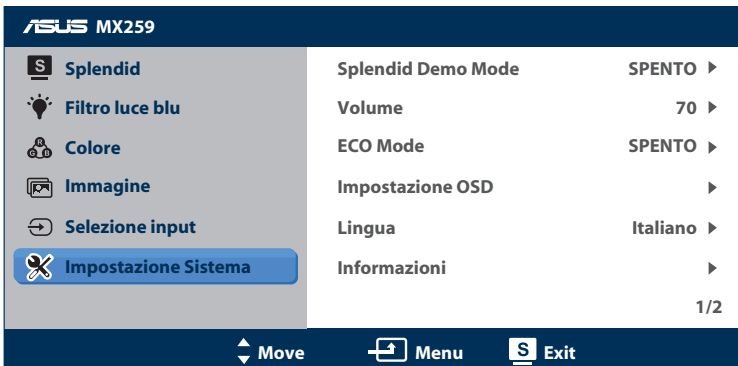 ASUS MX259
S Splendid
Filtro luce blu
R G B Colore
Immagine
Selezione input
Impostazione Sistema
Splendid Demo Mode SPENTO
Volume 70
ECO Mode SPENTO
Impostazione OSD
Lingua Italiano
Informazioni
1/2
Move Menu S Exit